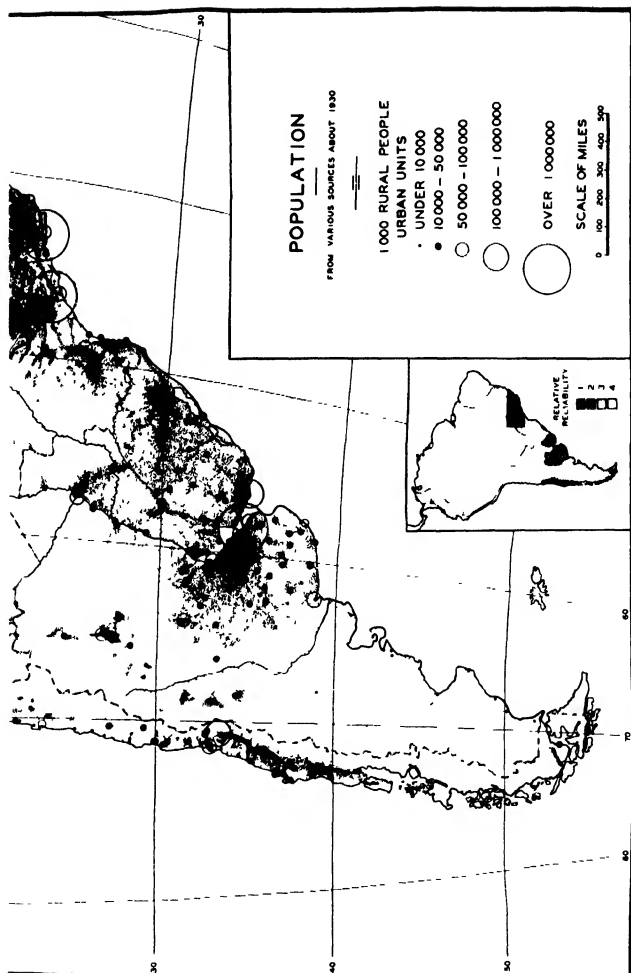 POPULATION
FROM VARIOUS SOURCES ABOUT 1930
1 000 RURAL PEOPLE
URBAN UNITS
UNDER 10 000
10 000 – 50 000
50 000 – 100 000
100 000 – 1 000 000
OVER 1 000 000
SCALE OF MILES
0 100 200 300 400 500
RELATIVE
RELIABILITY
1
2
3
4
30
30
40
50
60
70
80